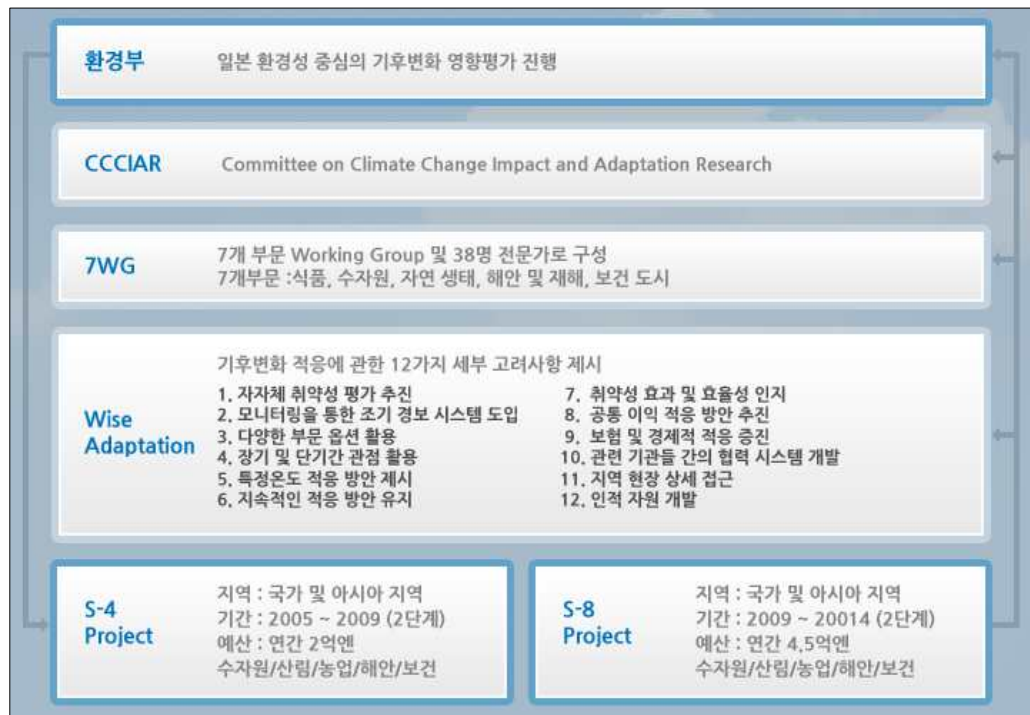 환경부
일본 환경성 중심의 기후변화 영향평가 진행
CCCIAR
Committee on Climate Change Impact and Adaptation Research
7WG
7개 부문 Working Group 및 38명 전문가로 구성
7개부문 :식품, 수자원, 자연 생태, 해안 및 재해, 보건 도시
Wise
Adaptation
기후변화 적응에 관한 12가지 세부 고려사항 제시
1. 자자체 취약성 평가 추진
2. 모니터링을 통한 조기 경보 시스템 도입
3. 다양한 부문 옵션 활용
4. 장기 및 단기간 관점 활용
5. 특정온도 적응 방안 제시
6. 지속적인 적응 방안 유지
7. 취약성 효과 및 효율성 인지
8. 공통 이익 적응 방안 추진
9. 보험 및 경제적 적응 증진
10. 관련 기관들 간의 협력 시스템 개발
11. 지역 현장 상세 접근
12. 인적 자원 개발
S-4
Project
지역 : 국가 및 아시아 지역
기간 : 2005 ~ 2009 (2단계)
예산 : 연간 2억엔
수자원/산림/농업/해안/보건
S-8
Project
지역 : 국가 및 아시아 지역
기간 : 2009 ~ 20014 (2단계)
예산 : 연간 4.5억엔
수자원/산림/농업/해안/보건